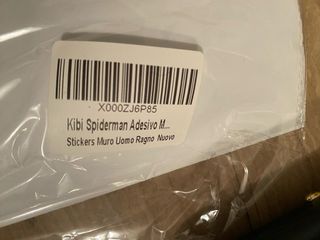 X000ZJ6P85
Kibi Spiderman Adesivo M...
Stickers Muro Uomo Ragno Nuovo